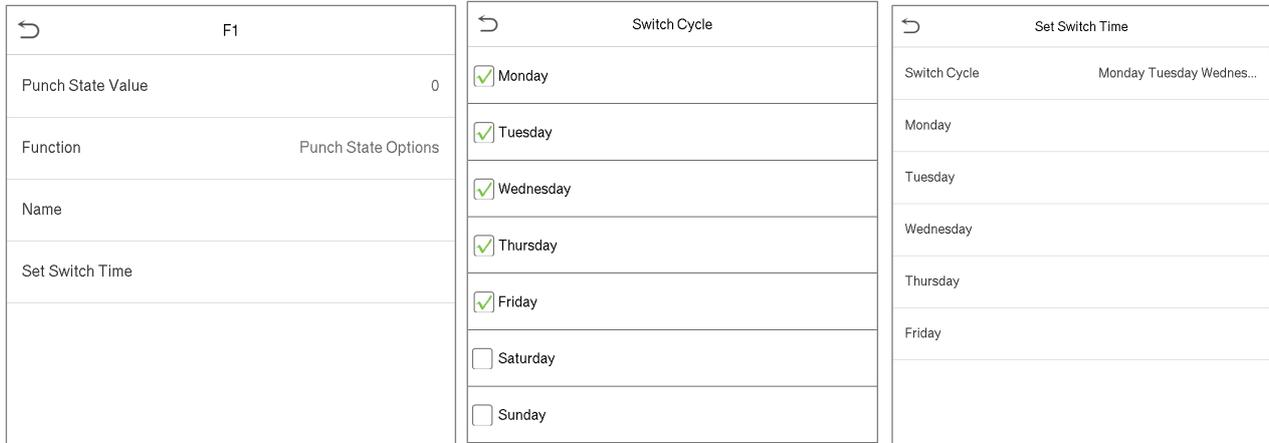 F1
Punch State Value 0
Function Punch State Options
Name
Set Switch Time
Switch Cycle
Monday
Tuesday
Wednesday
Thursday
Friday
Saturday
Sunday
Set Switch Time
Switch Cycle Monday Tuesday Wednes...
Monday
Tuesday
Wednesday
Thursday
Friday